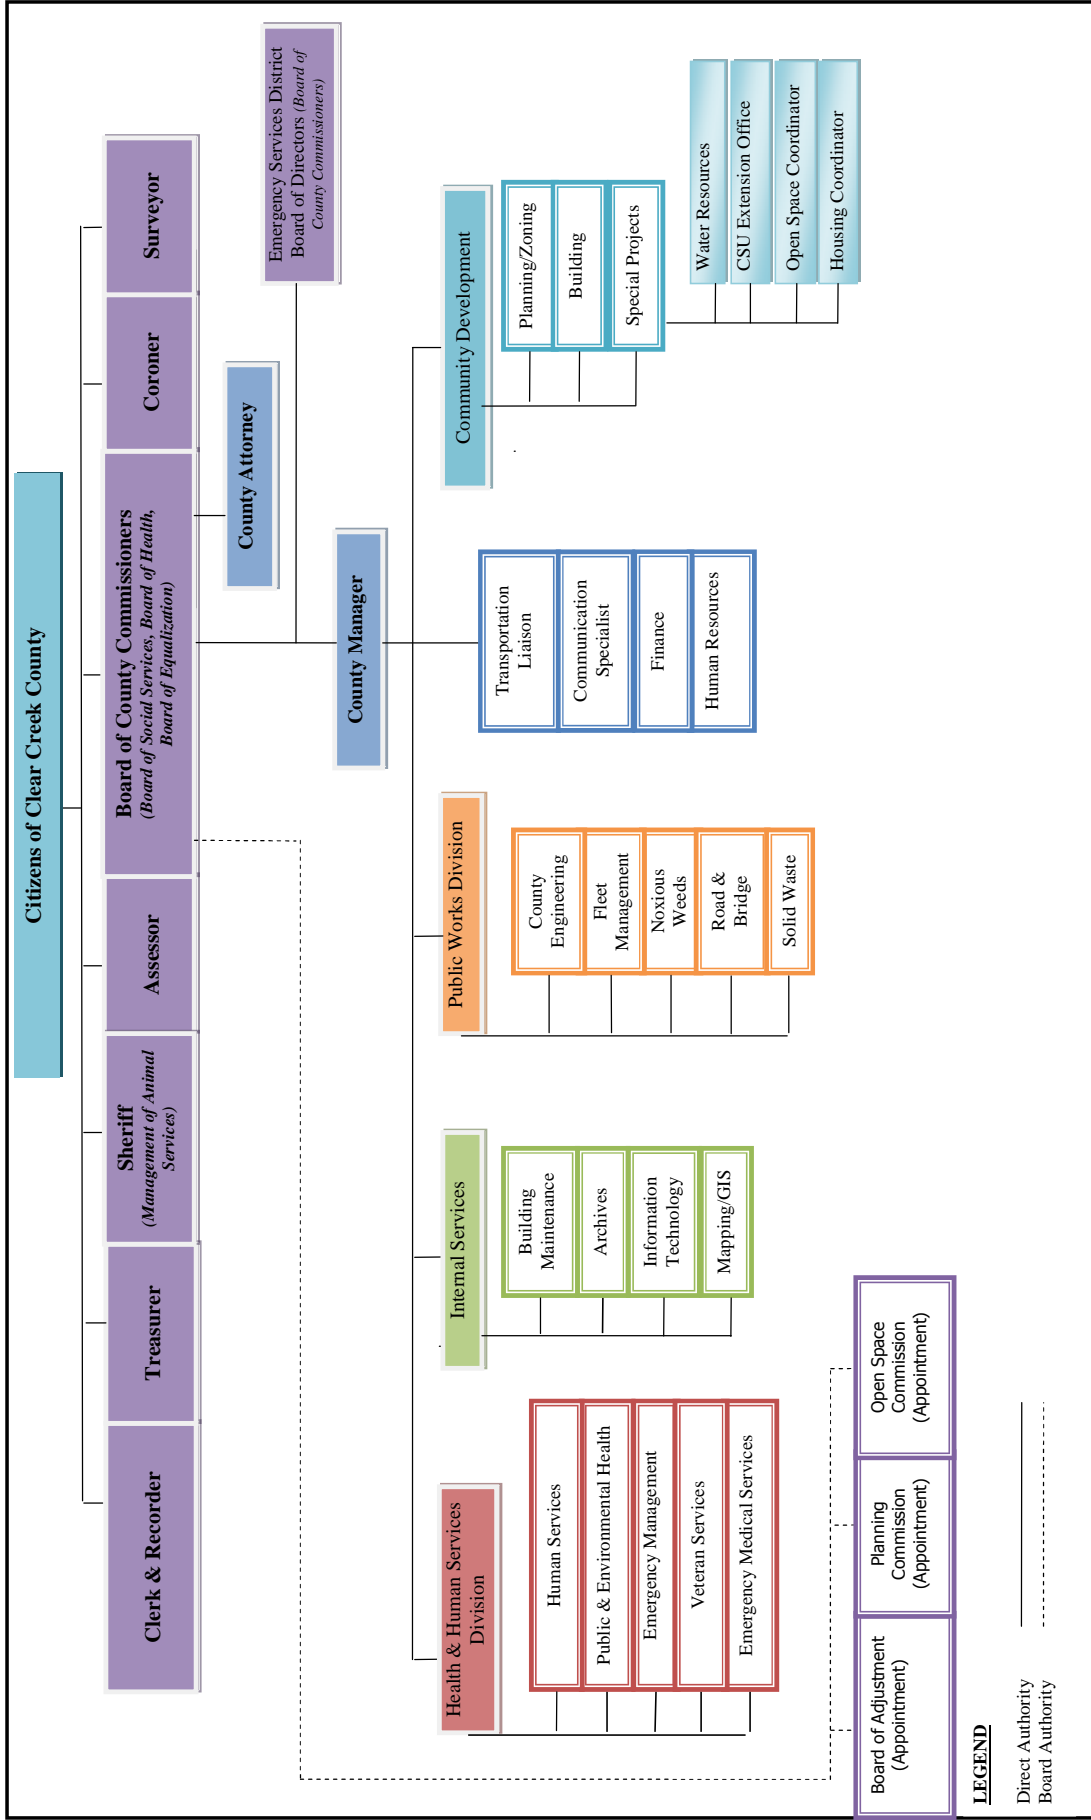 Citizens of Clear Creek County
Clerk & Recorder
Treasurer
Sheriff
(Management of Animal
Services)
Assessor
Board of County Commissioners
(Board of Social Services, Board of Health,
Board of Equalization)
Coroner
Surveyor
County Attorney
Emergency Services District
Board of Directors (Board of
County Commissioners)
County Manager
Health & Human Services
Division
Human Services
Public & Environmental Health
Emergency Management
Veteran Services
Emergency Medical Services
Internal Services
Building
Maintenance
Archives
Information
Technology
Mapping/GIS
Public Works Division
County
Engineering
Fleet
Management
Noxious
Weeds
Road &
Bridge
Solid Waste
Transportation
Liaison
Communication
Specialist
Finance
Human Resources
Community Development
Planning/Zoning
Building
Special Projects
Water Resources
CSU Extension Office
Open Space Coordinator
Housing Coordinator
Board of Adjustment
(Appointment)
Planning
Commission
(Appointment)
Open Space
Commission
(Appointment)
LEGEND
Direct Authority
Board Authority